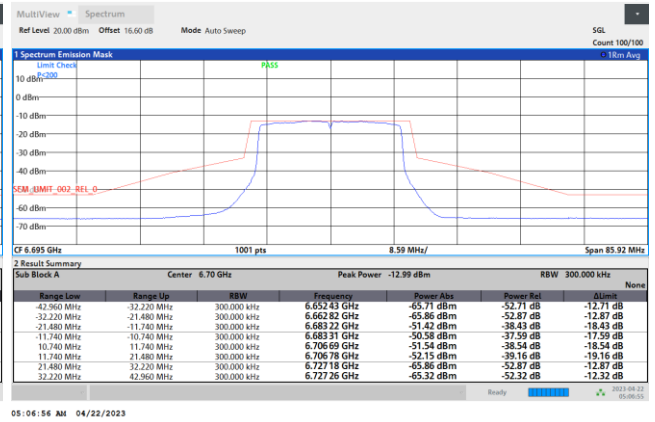 MultiView Spectrum
Ref Level 20.00 dBm Offset 16.60 dB Mode Auto Sweep SGL
Count 100/100
1 Spectrum Emission Mask 1Rm Avg
Limit Check PASS
P<200
10 dBm
0 dBm
-10 dBm
-20 dBm
-30 dBm
-40 dBm
SEM_LIMIT_002_REL_0
-60 dBm
-70 dBm
CF 6.695 GHz 1001 pts 8.59 MHz/ Span 85.92 MHz
2 Result Summary
Sub Block A Center 6.70 GHz Peak Power -12.99 dBm RBW 300.000 kHz
None
Range Low Range Up RBW Frequency Power Abs Power Rel ΔLimit
-42.960 MHz -32.220 MHz 300.000 kHz 6.652 43 GHz -65.71 dBm -52.71 dB -12.71 dB
-32.220 MHz -21.480 MHz 300.000 kHz 6.662 82 GHz -65.86 dBm -52.87 dB -12.87 dB
-21.480 MHz -11.740 MHz 300.000 kHz 6.683 22 GHz -51.42 dBm -38.43 dB -18.43 dB
-11.740 MHz -10.740 MHz 300.000 kHz 6.683 31 GHz -50.58 dBm -37.59 dB -17.59 dB
10.740 MHz 11.740 MHz 300.000 kHz 6.706 69 GHz -51.54 dBm -38.54 dB -18.54 dB
11.740 MHz 21.480 MHz 300.000 kHz 6.706 78 GHz -52.15 dBm -39.16 dB -19.16 dB
21.480 MHz 32.220 MHz 300.000 kHz 6.727 18 GHz -65.86 dBm -52.87 dB -12.87 dB
32.220 MHz 42.960 MHz 300.000 kHz 6.727 26 GHz -65.32 dBm -52.32 dB -12.32 dB
Ready 2023-04-22
05:06:55
05:06:56 AM 04/22/2023